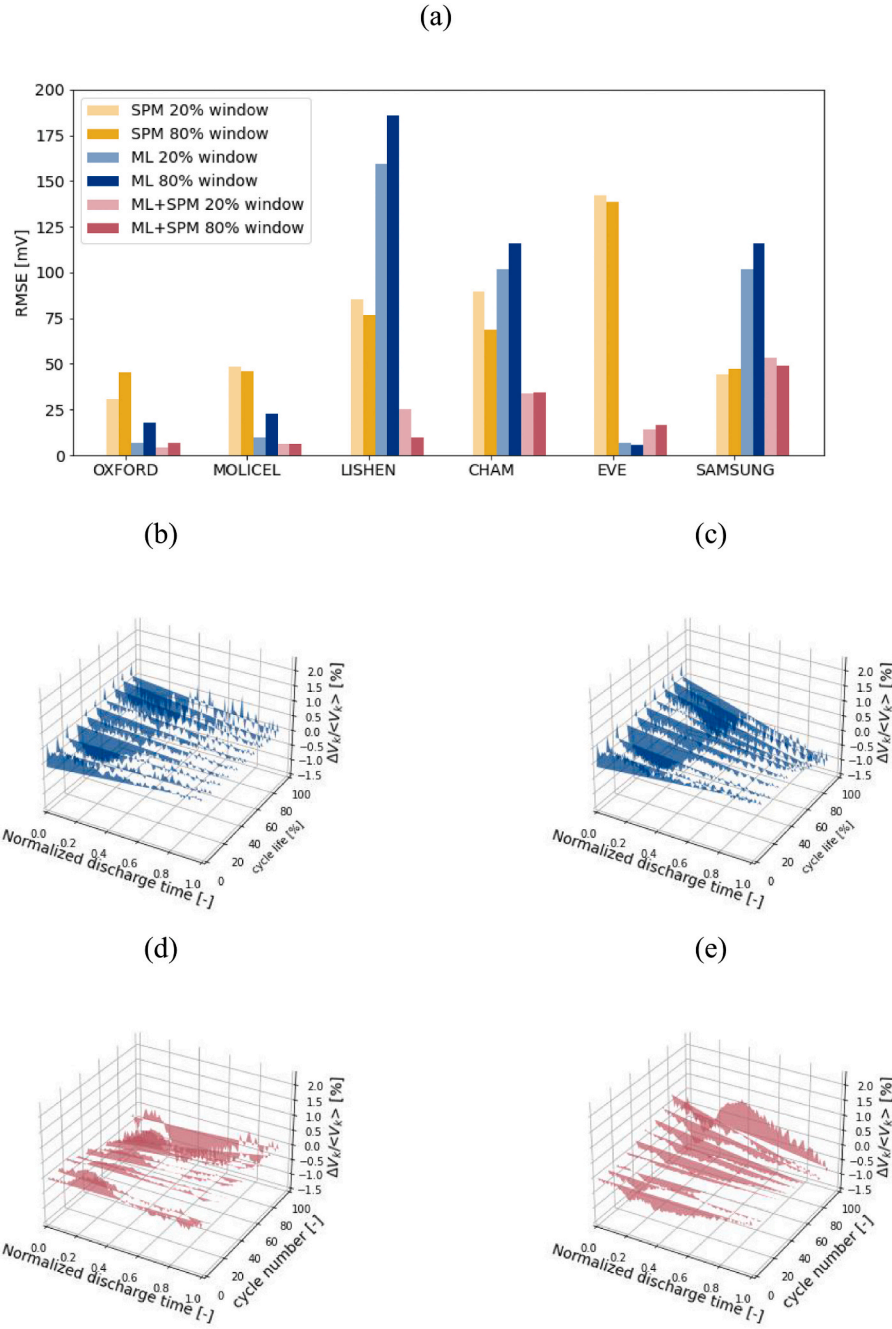 (a)
200
175
150
125
100
75
50
25
0
RMSE [mV]
SPM 20% window
SPM 80% window
ML 20% window
ML 80% window
ML+SPM 20% window
ML+SPM 80% window
OXFORD MOLICEL LISHEN CHAM EVE SAMSUNG
(b)
2.0
1.5
1.0
0.5
0.0
−0.5
−1.0
−1.5
ΔVₖ/<Vₖ> [%]
100
80
60
40
20
0
cycle life [%]
0.0 0.2 0.4 0.6 0.8 1.0
Normalized discharge time [-]
(c)
2.0
1.5
1.0
0.5
0.0
−0.5
−1.0
−1.5
ΔVₖ/<Vₖ> [%]
100
80
60
40
20
0
cycle life [%]
0.0 0.2 0.4 0.6 0.8 1.0
Normalized discharge time [-]
(d)
2.0
1.5
1.0
0.5
0.0
−0.5
−1.0
−1.5
ΔVₖ/<Vₖ> [%]
100
80
60
40
20
0
cycle number [-]
0.0 0.2 0.4 0.6 0.8 1.0
Normalized discharge time [-]
(e)
2.0
1.5
1.0
0.5
0.0
−0.5
−1.0
−1.5
ΔVₖ/<Vₖ> [%]
100
80
60
40
20
0
cycle number [-]
0.0 0.2 0.4 0.6 0.8 1.0
Normalized discharge time [-]